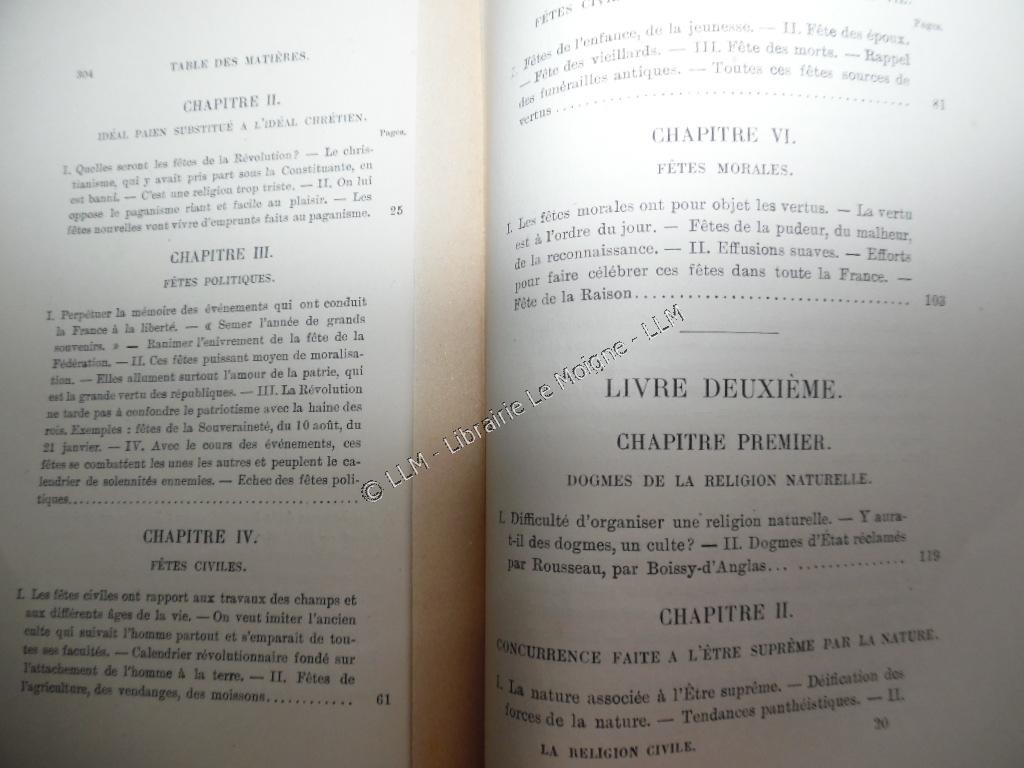 304
TABLE DES MATIÈRES.
CHAPITRE II.
IDÉAL PAIEN SUBSTITUÉ A L'IDÉAL CHRÉTIEN.
Pages.
I. Quelles seront les fêtes de la Révolution? — Le chris-
tianisme, qui y avait pris part sous la Constituante, en
est banni. — C'est une religion trop triste. — II. On lui
oppose le paganisme riant et facile au plaisir. — Les
fêtes nouvelles vont vivre d'emprunts faits au paganisme. 25
CHAPITRE III.
FÊTES POLITIQUES.
I. Perpétuer la mémoire des événements qui ont conduit
la France à la liberté. — « Semer l'année de grands
souvenirs. » — Ranimer l'enivrement de la fête de la
Fédération. — II. Ces fêtes puissant moyen de moralisa-
tion. — Elles allument surtout l'amour de la patrie, qui
est la grande vertu des républiques. — III. La Révolution
ne tarde pas à confondre le patriotisme avec la haine des
rois. Exemples : fêtes de la Souveraineté, du 10 août, du
21 janvier. — IV. Avec le cours des événements, ces
fêtes se combattent les unes les autres et peuplent le ca-
lendrier de solennités ennemies. — Echec des fêtes poli-
tiques
CHAPITRE IV.
FÊTES CIVILES.
I. Les fêtes civiles ont rapport aux travaux des champs et
aux différents âges de la vie. — On veut imiter l'ancien
culte qui suivait l'homme partout et s'emparait de tou-
tes ses facultés. — Calendrier révolutionnaire fondé sur
l'attachement de l'homme à la terre. — II. Fêtes de
l'agriculture, des vendanges, des moissons............ 61
FÊTES
Pages.
I. Fêtes de l'enfance, de la jeunesse. — II. Fête des époux.
— Fête des vieillards. — III. Fête des morts. — Rappel
des funérailles antiques. — Toutes ces fêtes sources de
vertus ........ 81
CHAPITRE VI.
FÊTES MORALES.
I. Les fêtes morales ont pour objet les vertus. — La vertu
est à l'ordre du jour. — Fêtes de la pudeur, du malheur,
de la reconnaissance. — II. Effusions suaves. — Efforts
pour faire célébrer ces fêtes dans toute la France. —
Fête de la Raison........ 103
LIVRE DEUXIÈME.
CHAPITRE PREMIER.
DOGMES DE LA RELIGION NATURELLE.
I. Difficulté d'organiser une religion naturelle. — Y aura-
t-il des dogmes, un culte? — II. Dogmes d'État réclamés
par Rousseau, par Boissy-d'Anglas... ............... 119
CHAPITRE II.
CONCURRENCE FAITE A L'ÊTRE SUPRÊME PAR LA NATURE.
I. La nature associée à l'Être suprême. — Déification des
forces de la nature. — Tendances panthéistiques. — II.
20
LA RELIGION CIVILE.
© LLM - Librairie Le Moigne - LLM